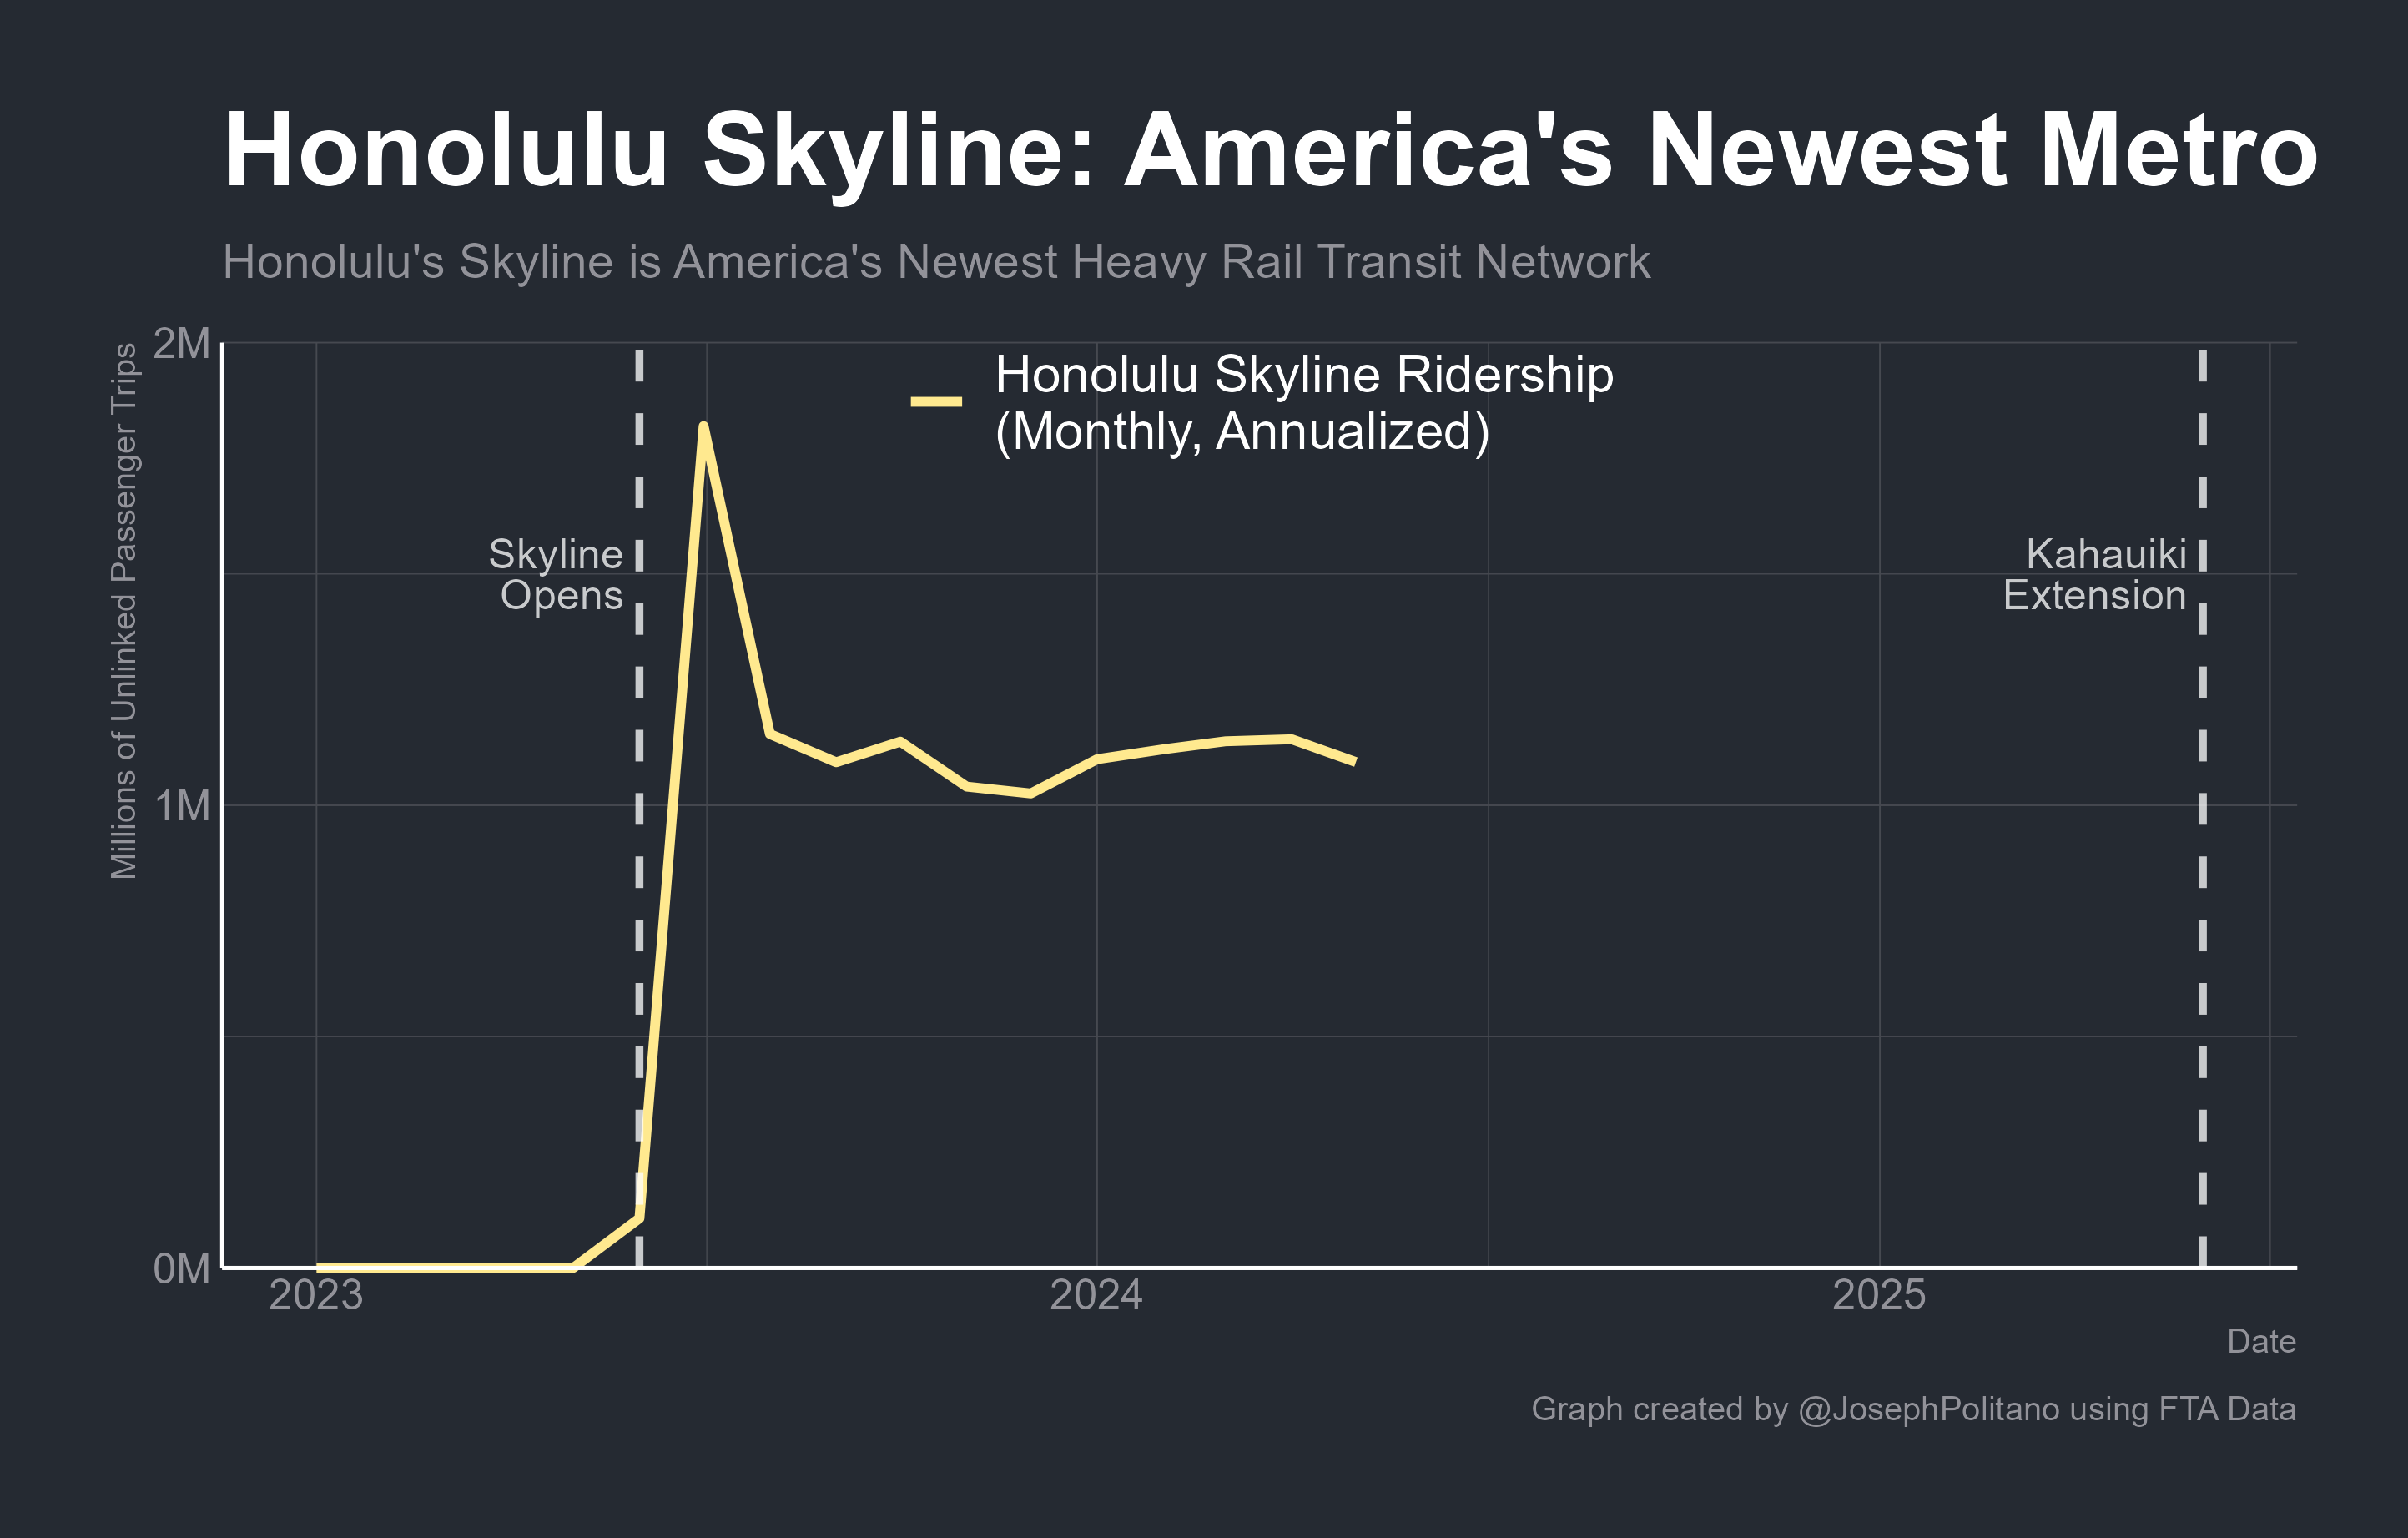 Honolulu Skyline: America's Newest Metro
Honolulu's Skyline is America's Newest Heavy Rail Transit Network
Millions of Unlinked Passenger Trips
2M
1M
0M
Honolulu Skyline Ridership
(Monthly, Annualized)
Skyline
Opens
Kahauiki
Extension
2023
2024
2025
Date
Graph created by @JosephPolitano using FTA Data